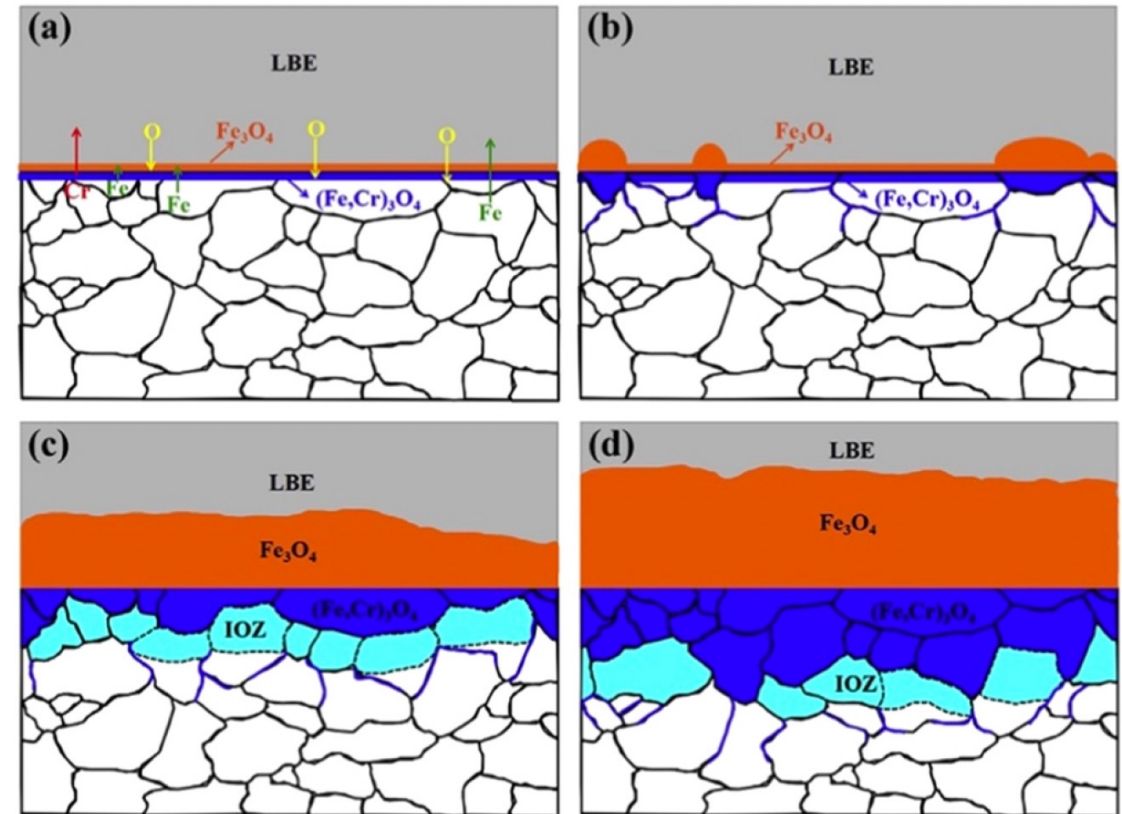 (a)
LBE
O
Fe₃O₄
O
O
Cr
Fe
Fe
(Fe,Cr)₃O₄
Fe
(b)
LBE
Fe₃O₄
(Fe,Cr)₃O₄
(c)
LBE
Fe₃O₄
(Fe,Cr)₃O₄
IOZ
(d)
LBE
Fe₃O₄
(Fe,Cr)₃O₄
IOZ